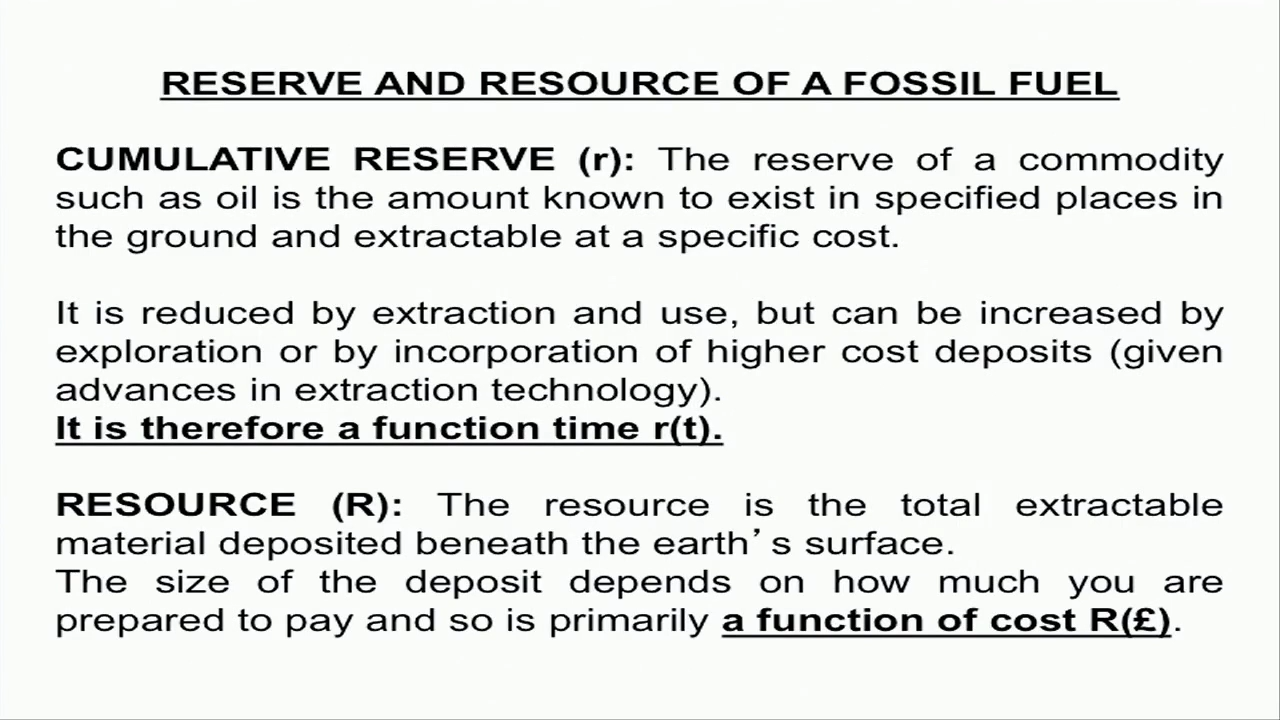 RESERVE AND RESOURCE OF A FOSSIL FUEL
CUMULATIVE RESERVE (r): The reserve of a commodity
such as oil is the amount known to exist in specified places in
the ground and extractable at a specific cost.
It is reduced by extraction and use, but can be increased by
exploration or by incorporation of higher cost deposits (given
advances in extraction technology).
It is therefore a function time r(t).
RESOURCE (R): The resource is the total extractable
material deposited beneath the earth’s surface.
The size of the deposit depends on how much you are
prepared to pay and so is primarily a function of cost R(£).